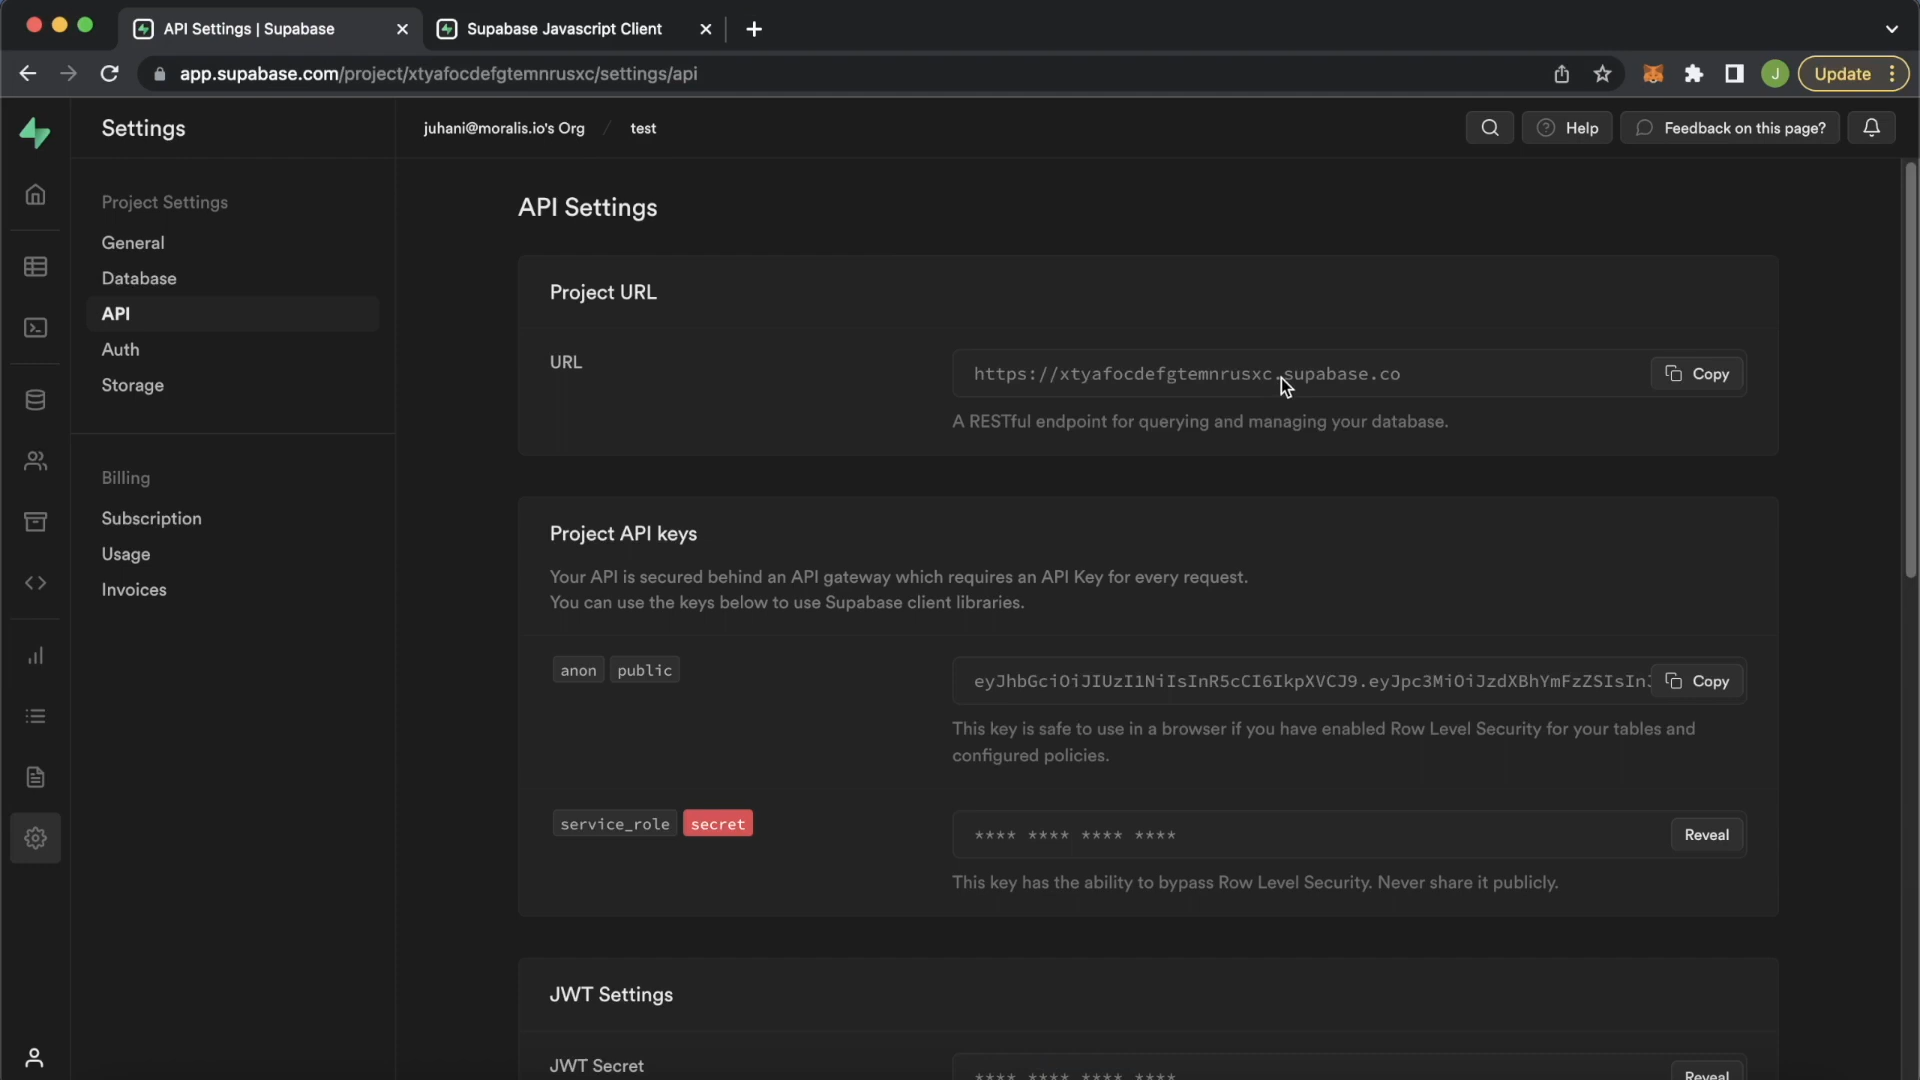 API Settings | Supabase
Supabase Javascript Client
app.supabase.com/project/xtyafocdefgtemnrusxc/settings/api
J
Update
Settings
juhani@moralis.io's Org / test
Help
Feedback on this page?
Project Settings
General
Database
API
Auth
Storage
Billing
Subscription
Usage
Invoices
API Settings
Project URL
URL
https://xtyafocdefgtemnrusxc.supabase.co
Copy
A RESTful endpoint for querying and managing your database.
Project API keys
Your API is secured behind an API gateway which requires an API Key for every request.
You can use the keys below to use Supabase client libraries.
anon public
eyJhbGciOiJIUzI1NiIsInR5cCI6IkpXVCJ9.eyJpc3MiOiJzdXBhYmFzZSIsIn
Copy
This key is safe to use in a browser if you have enabled Row Level Security for your tables and
configured policies.
service_role secret
**** **** **** ****
Reveal
This key has the ability to bypass Row Level Security. Never share it publicly.
JWT Settings
JWT Secret
**** **** **** ****
Reveal